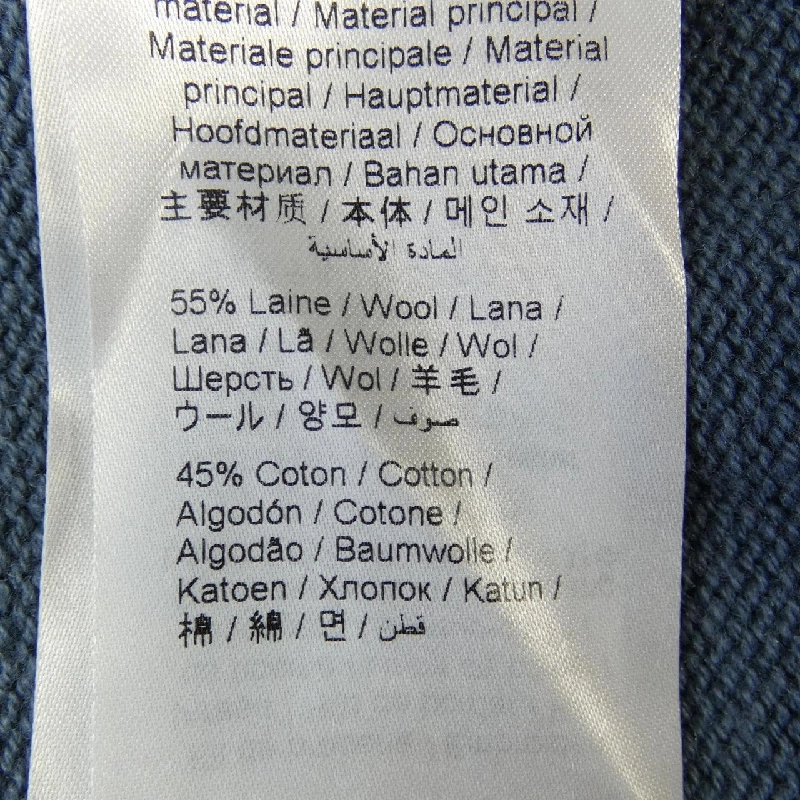 material / Material principal /
Materiale principale / Material
principal / Hauptmaterial /
Hoofdmateriaal / Основной
материал / Bahan utama /
主要材质 / 本体 / 메인 소재 /
المادة الأساسية
55% Laine / Wool / Lana /
Lana / Lã / Wolle / Wol /
Шерсть / Wol / 羊毛 /
ウール / 양모 / صوف
45% Coton / Cotton /
Algodón / Cotone /
Algodão / Baumwolle /
Katoen / Хлопок / Katun /
棉 / 綿 / 면 / قطن